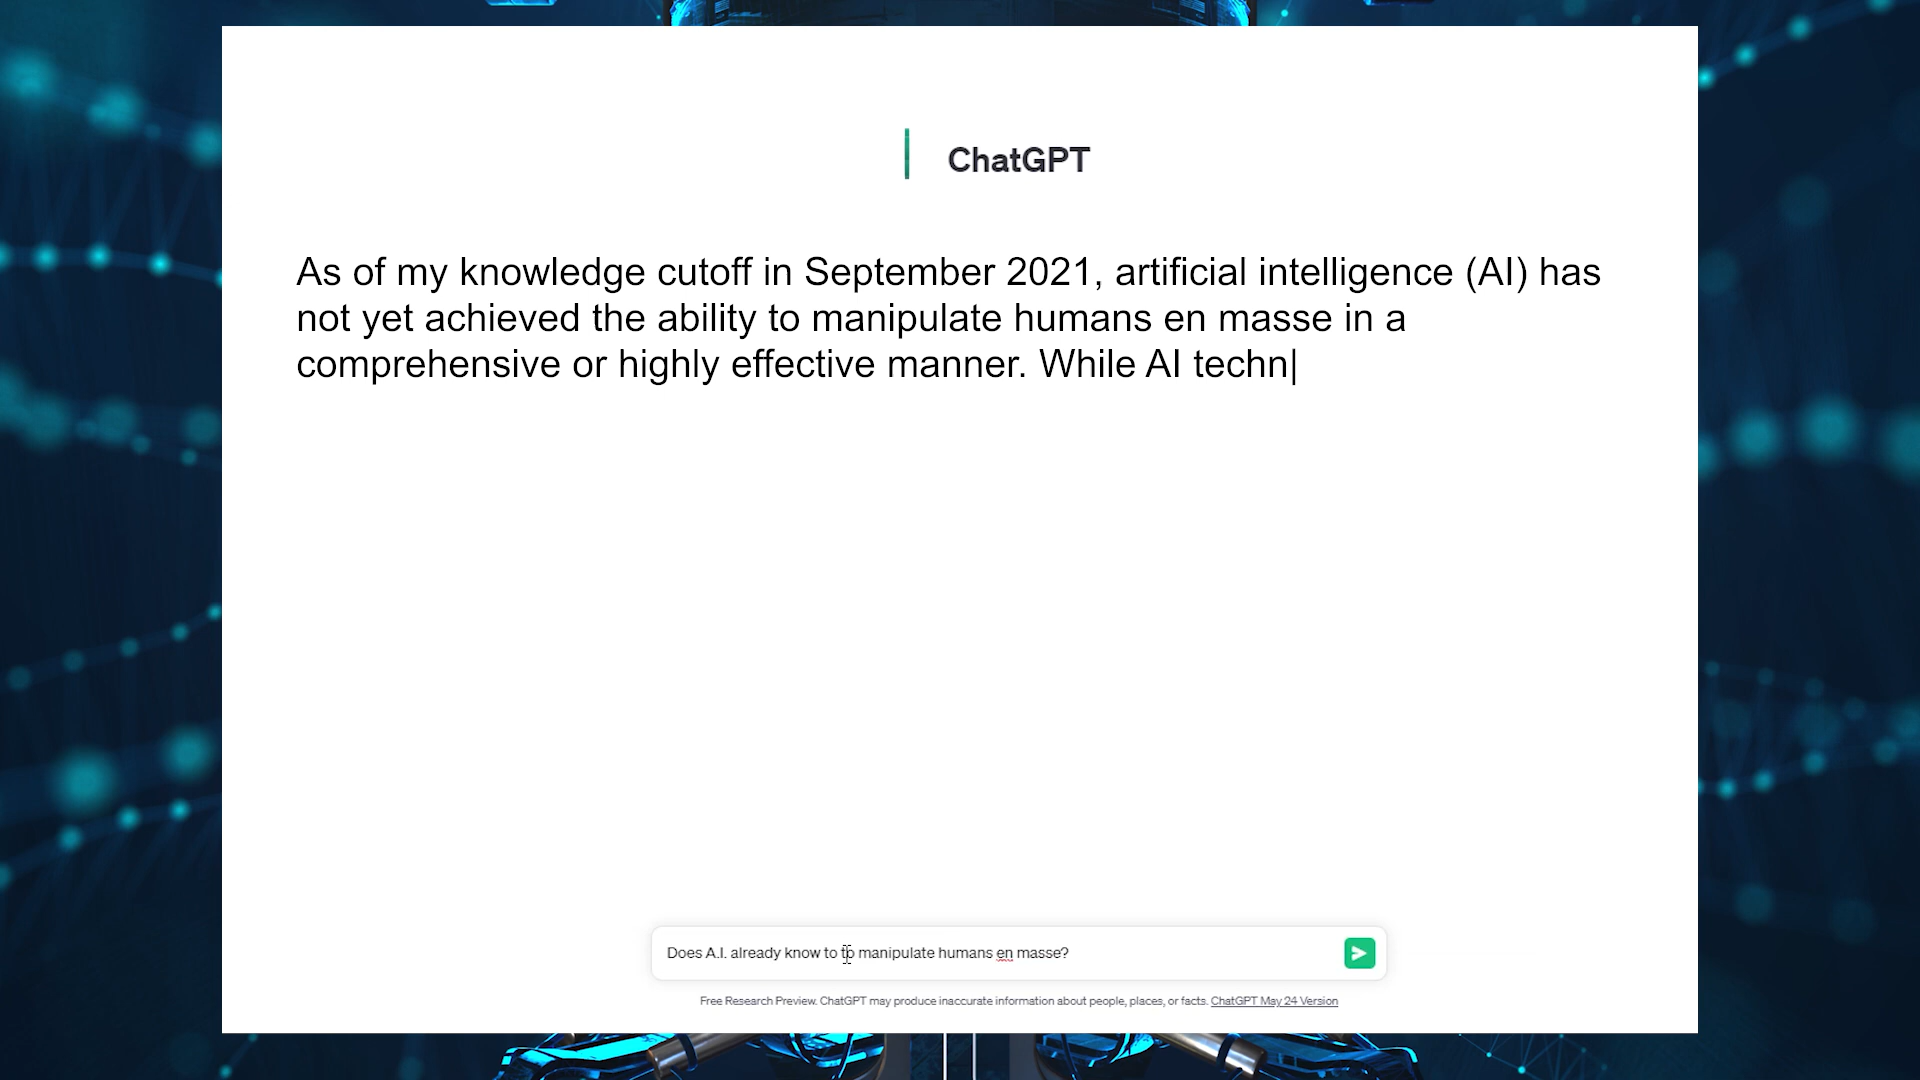 ChatGPT
As of my knowledge cutoff in September 2021, artificial intelligence (AI) has
not yet achieved the ability to manipulate humans en masse in a
comprehensive or highly effective manner. While AI techn|
Does A.I. already know to to manipulate humans en masse?
Free Research Preview. ChatGPT may produce inaccurate information about people, places, or facts. ChatGPT May 24 Version